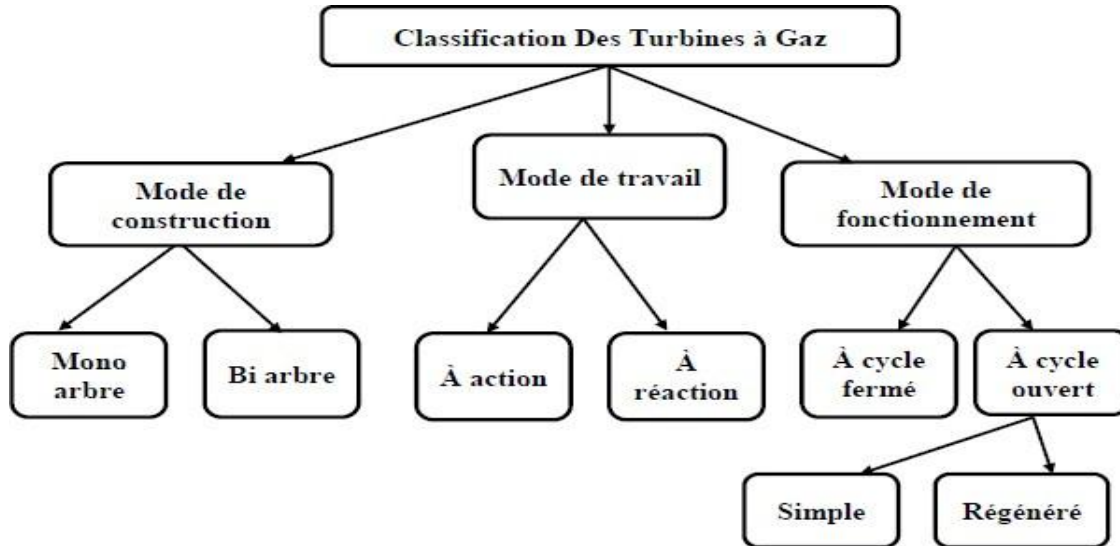 Classification Des Turbines à Gaz
Mode de
construction
Mode de travail
Mode de
fonctionnement
Mono
arbre
Bi arbre
À action
À
réaction
À cycle
fermé
À cycle
ouvert
Simple
Régénéré